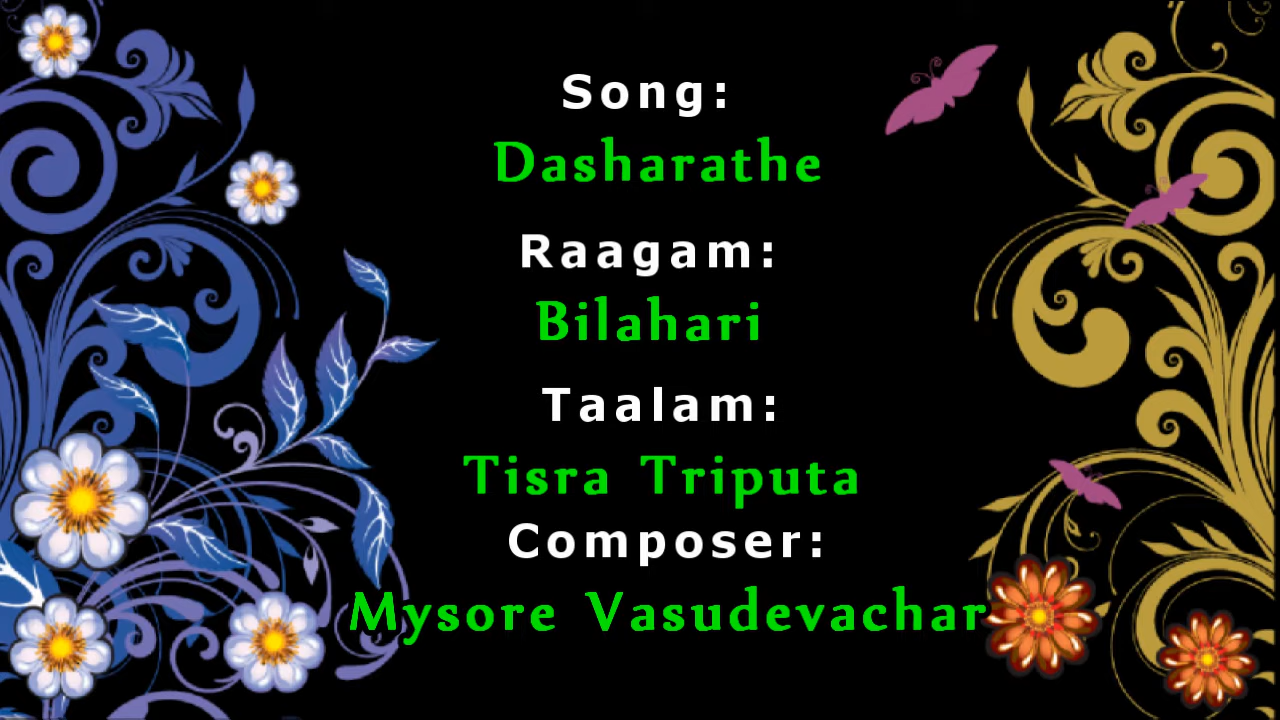 Song:
Dasharathe
Raagam:
Bilahari
Taalam:
Tisra Triputa
Composer:
Mysore Vasudevachar